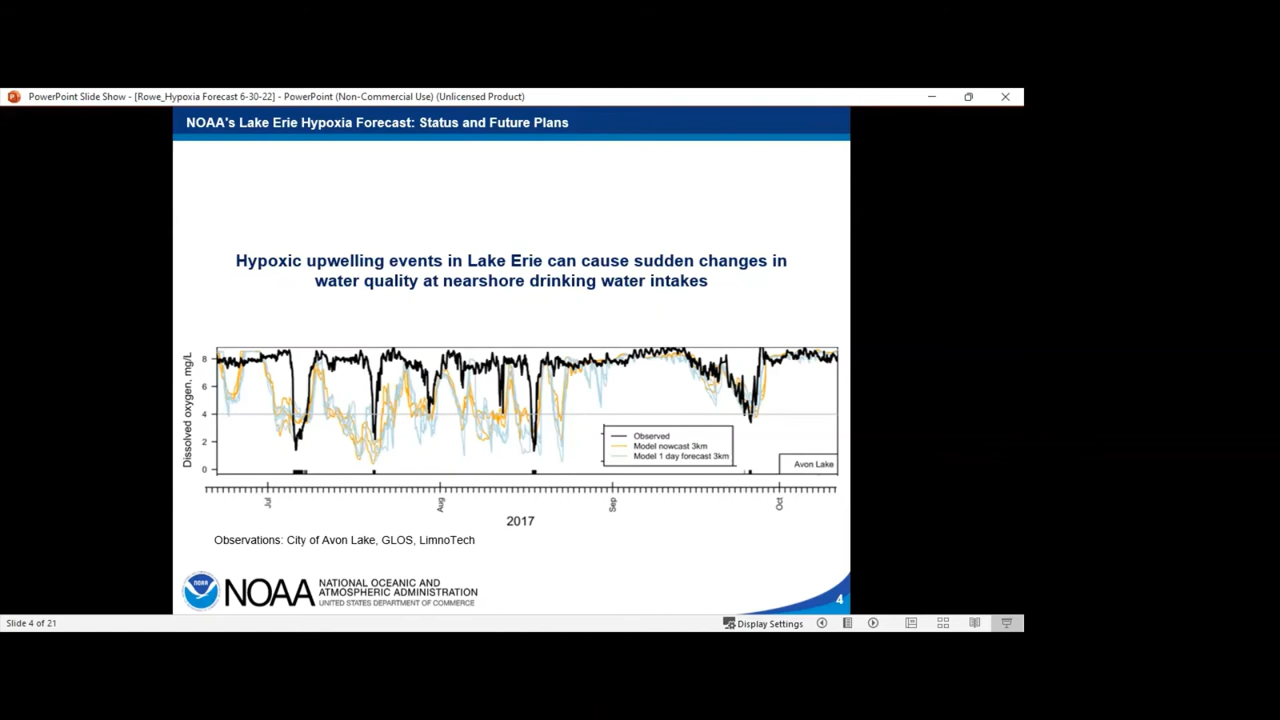 PowerPoint Slide Show - [Rowe_Hypoxia Forecast 6-30-22] - PowerPoint (Non-Commercial Use) (Unlicensed Product)
NOAA's Lake Erie Hypoxia Forecast: Status and Future Plans
Hypoxic upwelling events in Lake Erie can cause sudden changes in
water quality at nearshore drinking water intakes
Dissolved oxygen. mg/L
8
6
4
2
0
Observed
Model nowcast 3km
Model 1 day forecast 3km
Avon Lake
Jul
Aug
Sep
Oct
2017
Observations: City of Avon Lake, GLOS, LimnoTech
NOAA
NOAA
NATIONAL OCEANIC AND
ATMOSPHERIC ADMINISTRATION
UNITED STATES DEPARTMENT OF COMMERCE
4
Slide 4 of 21
Display Settings